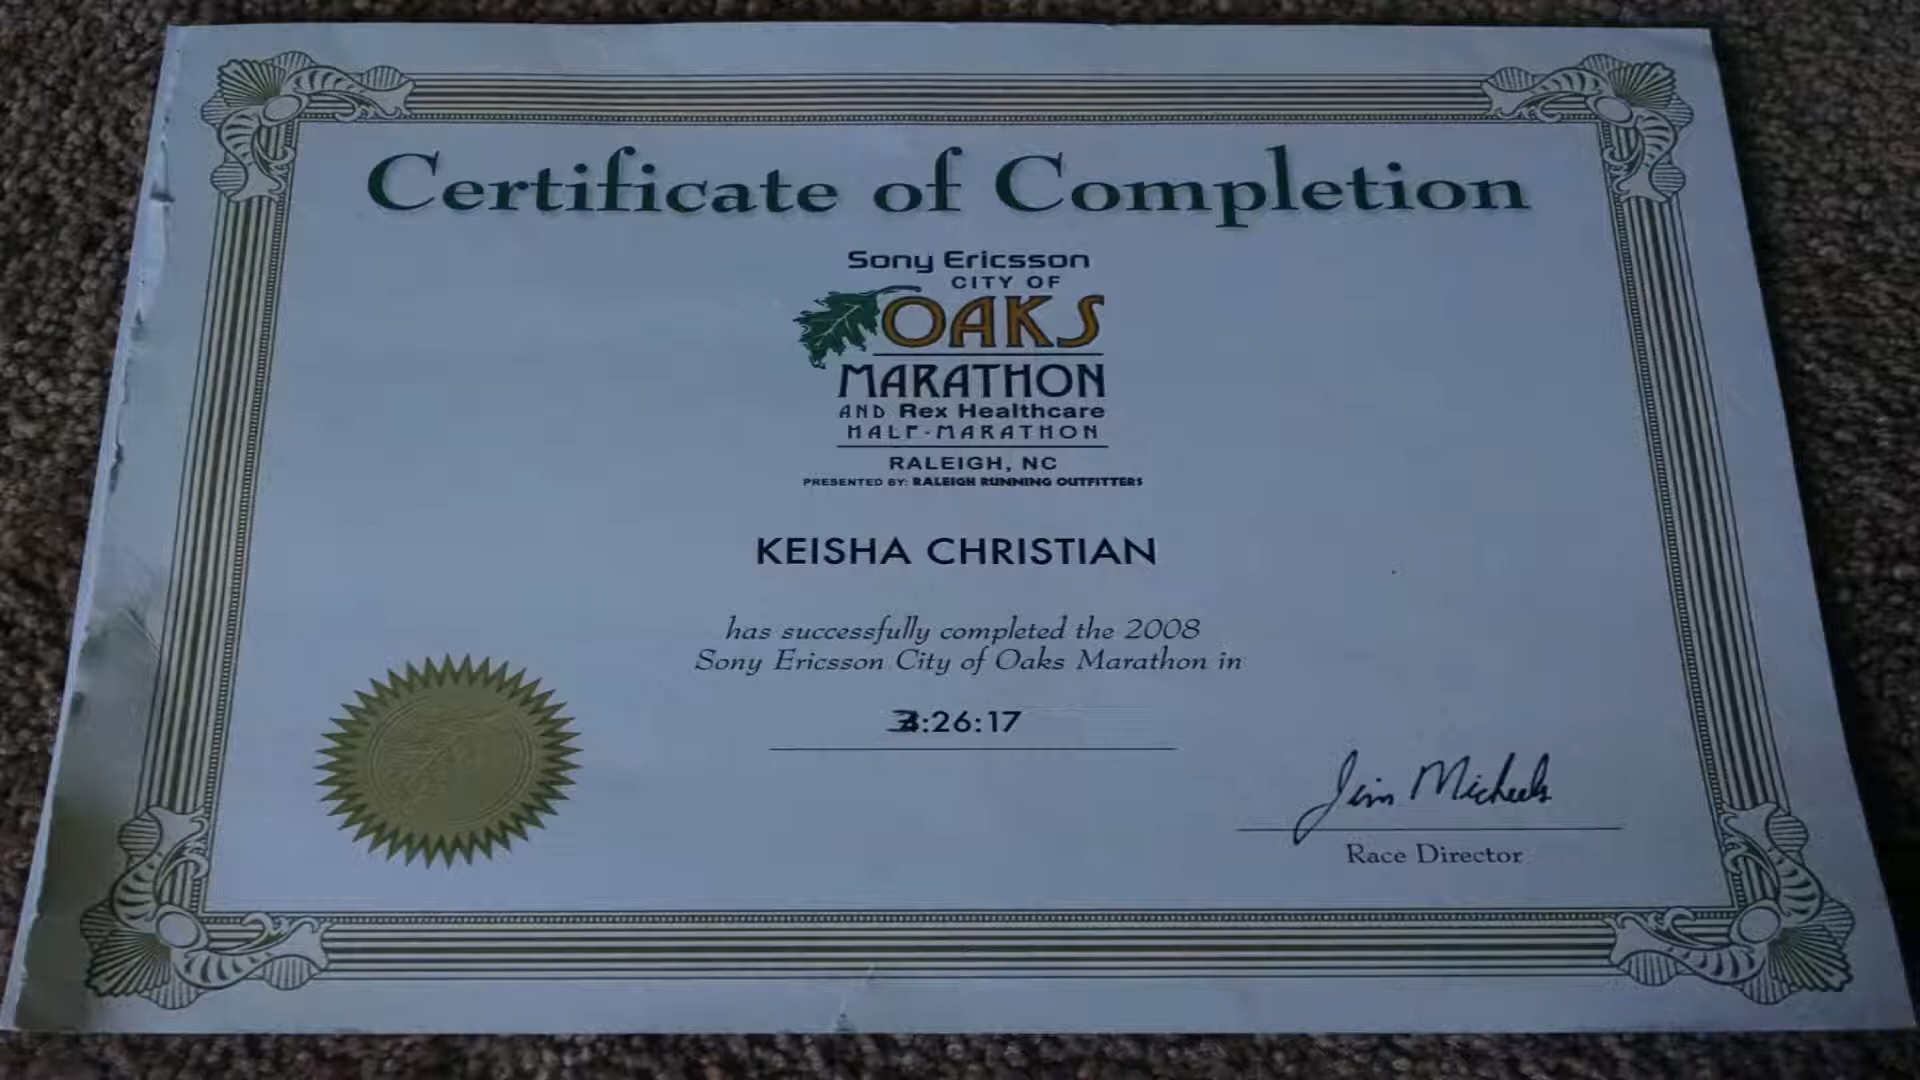 Certificate of Completion
Sony Ericsson
CITY OF
OAKS
MARATHON
AND Rex Healthcare
HALF-MARATHON
RALEIGH, NC
PRESENTED BY: RALEIGH RUNNING OUTFITTERS
KEISHA CHRISTIAN
has successfully completed the 2008
Sony Ericsson City of Oaks Marathon in
:26:17
Jim Micheels
Race Director